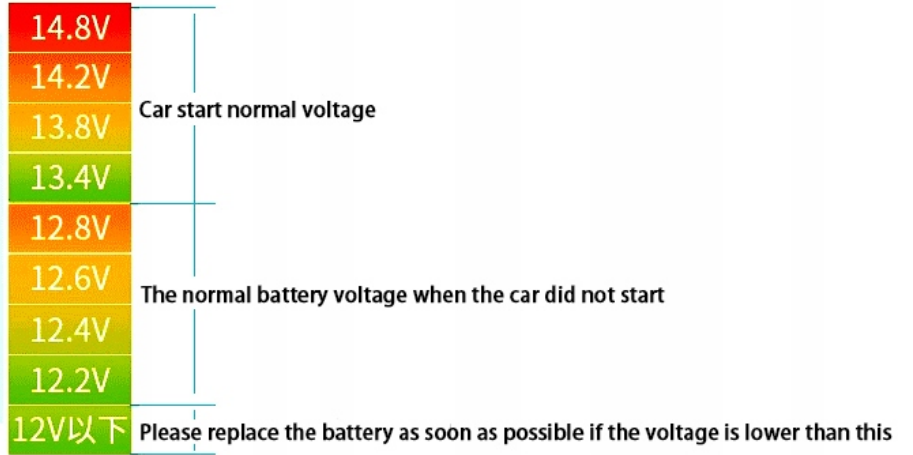 14.8V
14.2V
Car start normal voltage
13.8V
13.4V
12.8V
12.6V
The normal battery voltage when the car did not start
12.4V
12.2V
12V以下 Please replace the battery as soon as possible if the voltage is lower than this